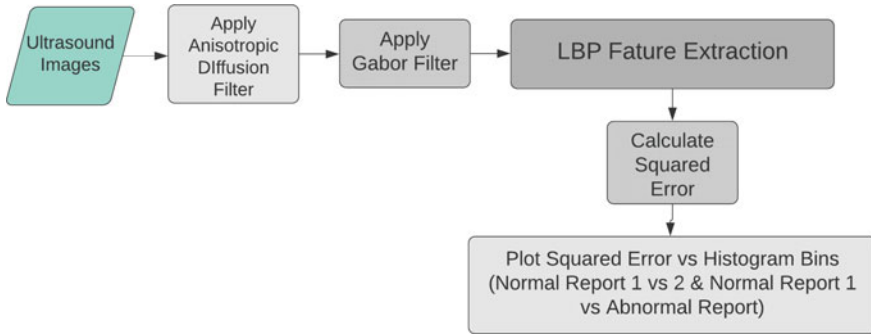 Ultrasound
Images
Apply
Anisotropic
DIffusion
Filter
Apply
Gabor Filter
LBP Fature Extraction
Calculate
Squared
Error
Plot Squared Error vs Histogram Bins
(Normal Report 1 vs 2 & Normal Report 1
vs Abnormal Report)